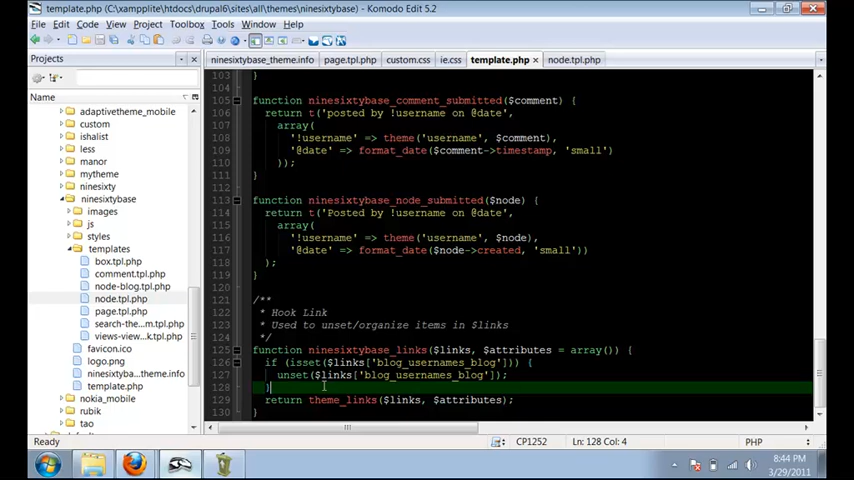 template.php (C:\xampplite\htdocs\drupal6\sites\all\themes\ninesixtybase) - Komodo Edit 5.2
File Edit Code View Project Toolbox Tools Window Help
Projects
ninesixtybase_theme.info page.tpl.php custom.css ie.css template.php node.tpl.php
Name
adaptivetheme_mobile
custom
ishalist
less
manor
mytheme
ninesixty
ninesixtybase
images
js
styles
templates
box.tpl.php
comment.tpl.php
node-blog.tpl.php
node.tpl.php
page.tpl.php
search-the...m.tpl.php
views-view...k.tpl.php
favicon.ico
logo.png
ninesixtybase....theme.info
template.php
nokia_mobile
rubik
tao
103 }
104
105 function ninesixtybase_comment_submitted($comment) {
106 return t('posted by !username on @date',
107 array(
108 '!username' => theme('username', $comment),
109 '@date' => format_date($comment->timestamp, 'small')
110 ));
111 }
112
113 function ninesixtybase_node_submitted($node) {
114 return t('Posted by !username on @date',
115 array(
116 '!username' => theme('username', $node),
117 '@date' => format_date($node->created, 'small'))
118 );
119 }
120
121 /**
122 * Hook Link
123 * Used to unset/organize items in $links
124 */
125 function ninesixtybase_links($links, $attributes = array()) {
126 if (isset($links['blog_usernames_blog'])) {
127 unset($links['blog_usernames_blog']);
128 }
129 return theme_links($links, $attributes);
130 }
Ready CP1252 Ln: 128 Col: 4 PHP
8:44 PM
3/29/2011